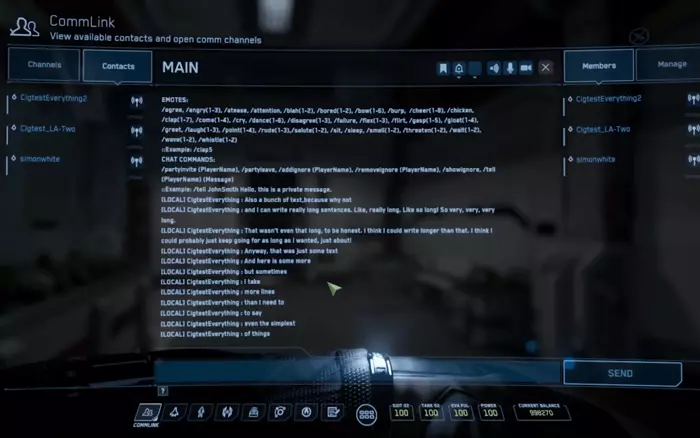 CommLink
View available contacts and open comm channels
Channels
Contacts
MAIN
Members
Manage
CigtestEverything2
Cigtest_LA-Two
simonwhite
EMOTES:
/agree, /angry(1-3), /atease, /attention, /blah(1-2), /bored(1-2), /bow(1-6), /burp, /cheer(1-8), /chicken,
/clap(1-7), /come(1-4), /cry, /dance(1-6), /disagree(1-3), /failure, /flex(1-3), /flirt, /gasp(1-5), /gloat(1-4),
/greet, /laugh(1-3), /point(1-4), /rude(1-3),/salute(1-2), /sit, /sleep, /smell(1-2), /threaten(1-2), /wait(1-2),
/wave(1-2), /whistle(1-2)
::Example: /clap5
CHAT COMMANDS:
/partyinvite (PlayerName), /partyleave, /addignore (PlayerName), /removeignore (PlayerName), /showignore, /tell
(PlayerName) (Message)
::Example: /tell JohnSmith Hello, this is a private message.
[LOCAL] CigtestEverything : Also a bunch of text,because why not
[LOCAL] CigtestEverything : and I can write really long sentences. Like, really long. Like so long! So very, very, very
long.
[LOCAL] CigtestEverything : That wasn't even that long, to be honest. I think I could write longer than that. I think I
could probably just keep going for as long as I wanted, just about!
[LOCAL] CigtestEverything : Anyway, that was just some text
[LOCAL] CigtestEverything : And here is some more
[LOCAL] CigtestEverything : but sometimes
[LOCAL] CigtestEverything : I take
[LOCAL] CigtestEverything : more lines
[LOCAL] CigtestEverything : than I need to
[LOCAL] CigtestEverything : to say
[LOCAL] CigtestEverything : even the simplest
[LOCAL] CigtestEverything : of things
CigtestEverything2
Cigtest_LA-Two
simonwhite
SEND
?
COMMLINK
SUIT O2
100
TANK O2
100
EVA FUL
100
POWER
100
CURRENT BALANCE
998270